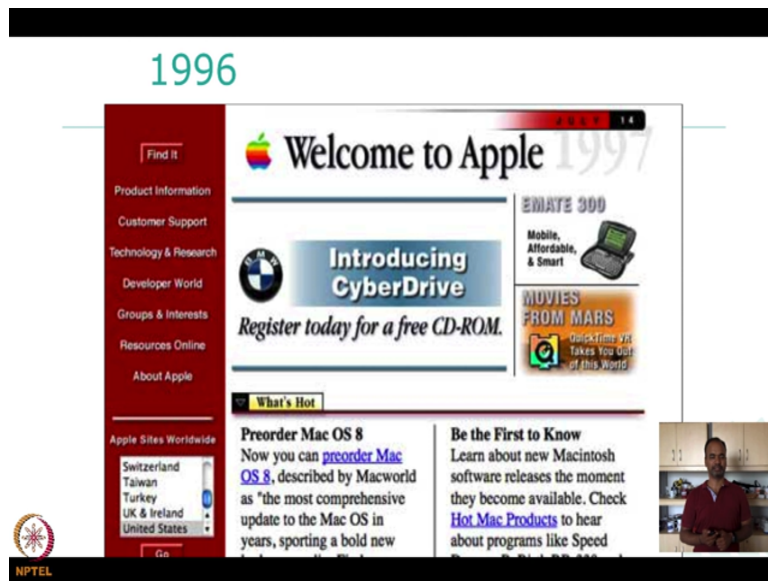 1996
JULY 14
1997
Welcome to Apple
Find It
Product Information
Customer Support
Technology & Research
Developer World
Groups & Interests
Resources Online
About Apple
Apple Sites Worldwide
Switzerland
Taiwan
Turkey
UK & Ireland
United States
Go
BMW
Introducing
CyberDrive
Register today for a free CD-ROM.
EMATE 300
Mobile,
Affordable,
& Smart
MOVIES
FROM MARS
QuickTime VR
Takes You Out
of this World
What's Hot
Preorder Mac OS 8
Now you can preorder Mac
OS 8, described by Macworld
as "the most comprehensive
update to the Mac OS in
years, sporting a bold new
Be the First to Know
Learn about new Macintosh
software releases the moment
they become available. Check
Hot Mac Products to hear
about programs like Speed
NPTEL